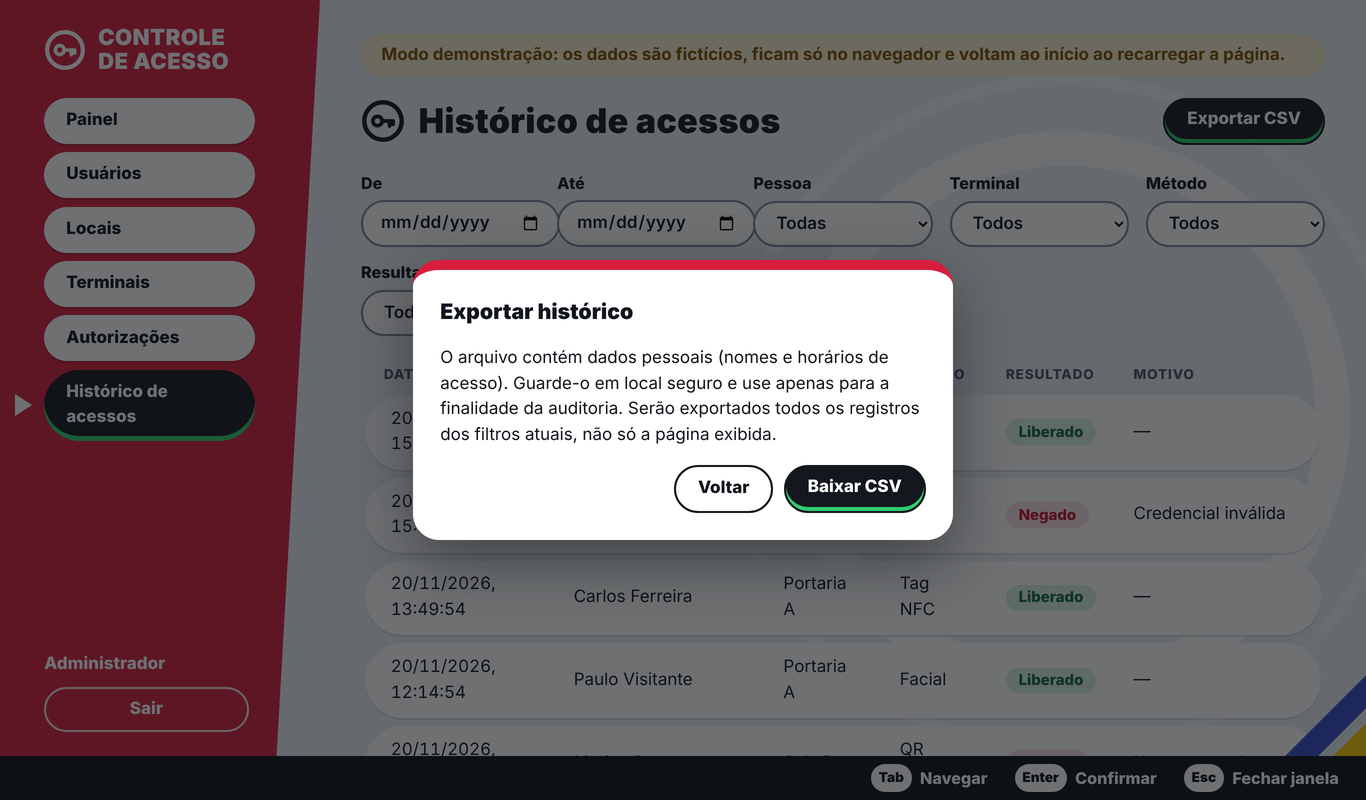 CONTROLE
DE ACESSO
Painel
Usuários
Locais
Terminais
Autorizações
Histórico de
acessos
Administrador
Sair
Modo demonstração: os dados são fictícios, ficam só no navegador e voltam ao início ao recarregar a página.
Histórico de acessos
Exportar CSV
De Até Pessoa Terminal Método
mm/dd/yyyy mm/dd/yyyy Todas Todos Todos
Exportar histórico
O arquivo contém dados pessoais (nomes e horários de
acesso). Guarde-o em local seguro e use apenas para a
finalidade da auditoria. Serão exportados todos os registros
dos filtros atuais, não só a página exibida.
Voltar Baixar CSV
RESULTADO MOTIVO
Liberado —
Negado Credencial inválida
20/11/2026, Portaria Tag
13:49:54 Carlos Ferreira A NFC Liberado —
20/11/2026, Portaria
12:14:54 Paulo Visitante A Facial Liberado —
20/11/2026, QR
Tab Navegar Enter Confirmar Esc Fechar janela